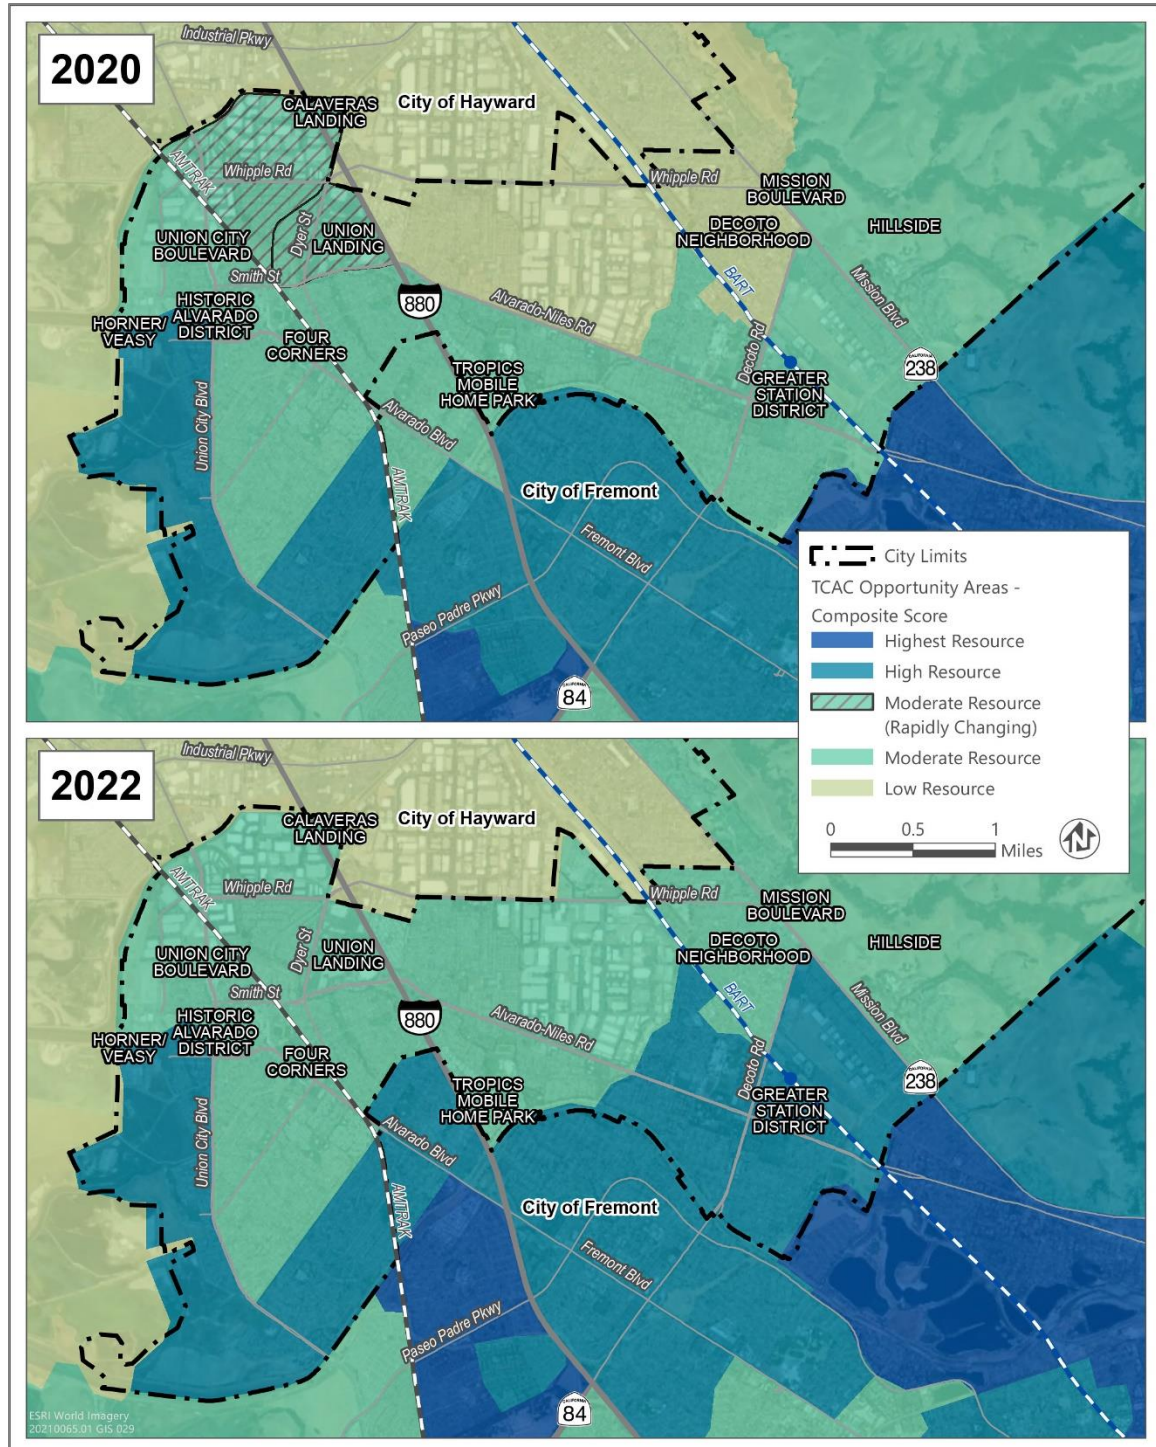 2020
Industrial Pkwy
CALAVERAS
LANDING
City of Hayward
AMTRAK
Whipple Rd
Whipple Rd
MISSION
BOULEVARD
Dyer St
UNION
LANDING
DECOTO
NEIGHBORHOOD
HILLSIDE
UNION CITY
BOULEVARD
Smith St
BART
Mission Blvd
880
HISTORIC
ALVARADO
DISTRICT
HORNER/
VEASY
FOUR
CORNERS
Alvarado-Niles Rd
Decoto Rd
238
TROPICS
MOBILE
HOME PARK
GREATER
STATION
DISTRICT
Union City Blvd
Alvarado Blvd
AMTRAK
City of Fremont
Fremont Blvd
Paseo Padre Pkwy
CALIFORNIA
84
City Limits
TCAC Opportunity Areas -
Composite Score
Highest Resource
High Resource
Moderate Resource
(Rapidly Changing)
Moderate Resource
Low Resource
0 0.5 1
Miles
N
2022
Industrial Pkwy
CALAVERAS
LANDING
City of Hayward
AMTRAK
Whipple Rd
Whipple Rd
MISSION
BOULEVARD
Dyer St
UNION
LANDING
DECOTO
NEIGHBORHOOD
HILLSIDE
UNION CITY
BOULEVARD
Smith St
BART
Mission Blvd
880
HISTORIC
ALVARADO
DISTRICT
HORNER/
VEASY
FOUR
CORNERS
Alvarado-Niles Rd
Decoto Rd
238
TROPICS
MOBILE
HOME PARK
GREATER
STATION
DISTRICT
Union City Blvd
Alvarado Blvd
AMTRAK
City of Fremont
Fremont Blvd
Paseo Padre Pkwy
CALIFORNIA
84
ESRI World Imagery
20210065.01 GIS 029